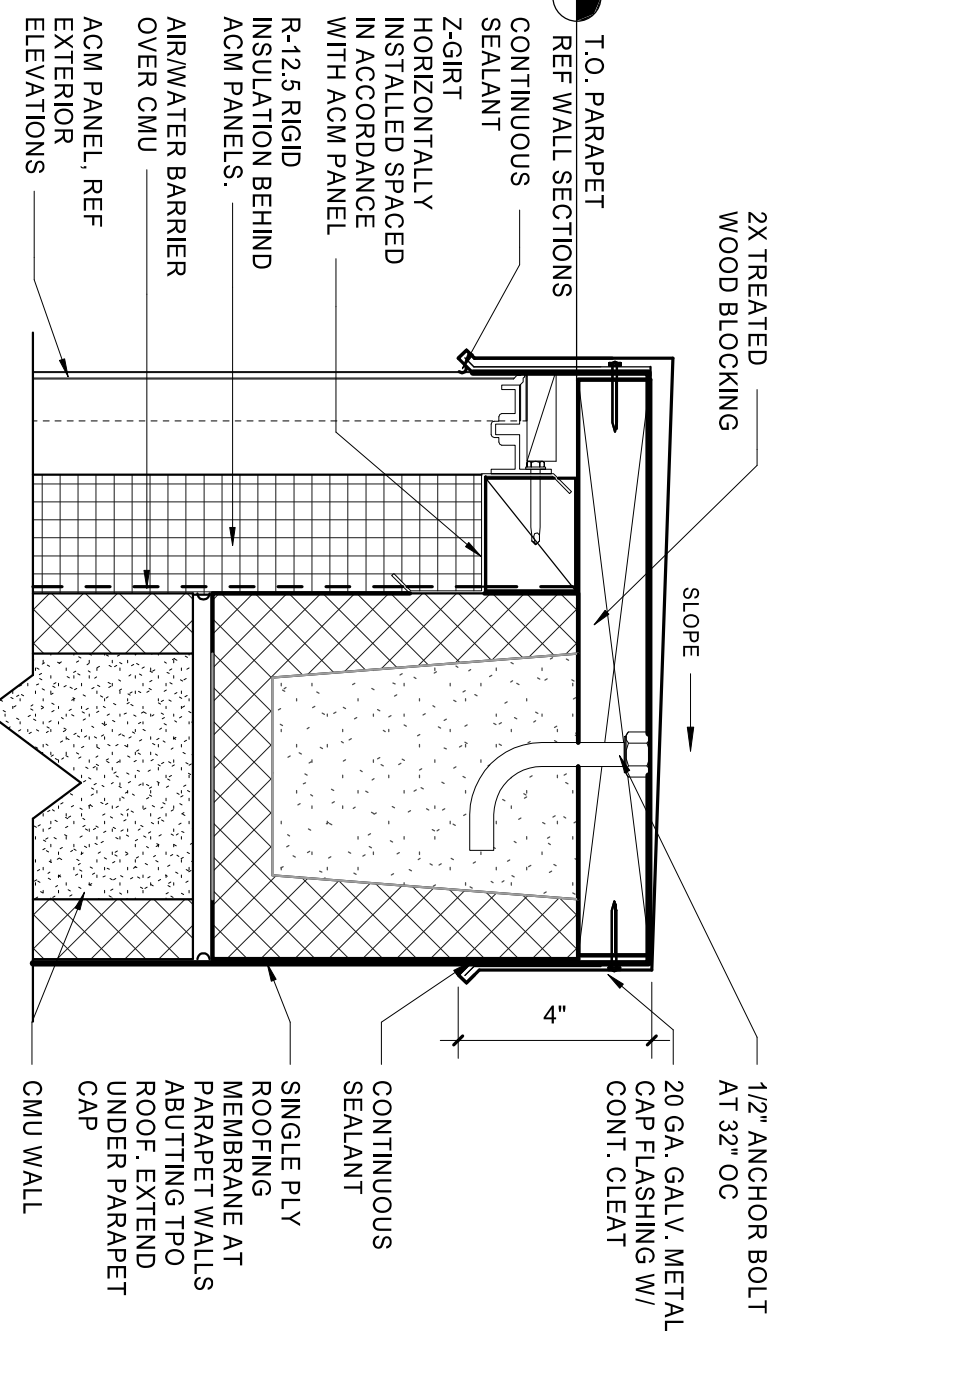 2X TREATED
WOOD BLOCKING
T.O. PARAPET
REF WALL SECTIONS
CONTINUOUS
SEALANT
Z-GIRT
HORIZONTALLY
INSTALLED SPACED
IN ACCORDANCE
WITH ACM PANEL
R-12.5 RIGID
INSULATION BEHIND
ACM PANELS.
AIR/WATER BARRIER
OVER CMU
ACM PANEL, REF
EXTERIOR
ELEVATIONS
SLOPE
4"
1/2" ANCHOR BOLT
AT 32" OC
20 GA. GALV. METAL
CAP FLASHING W/
CONT. CLEAT
CONTINUOUS
SEALANT
SINGLE PLY
ROOFING
MEMBRANE AT
PARAPET WALLS
ABUTTING TPO
ROOF. EXTEND
UNDER PARAPET
CAP
CMU WALL